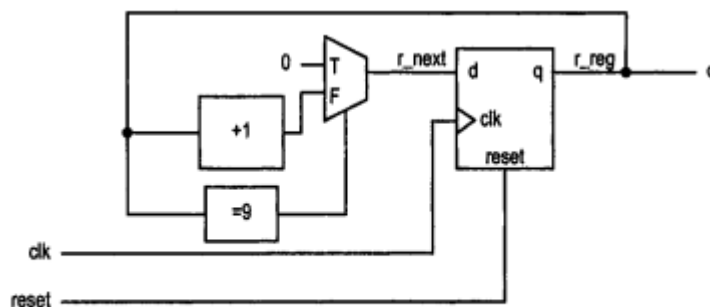 0
T
F
r_next
d
q
r_reg
+1
clk
reset
=9
clk
reset